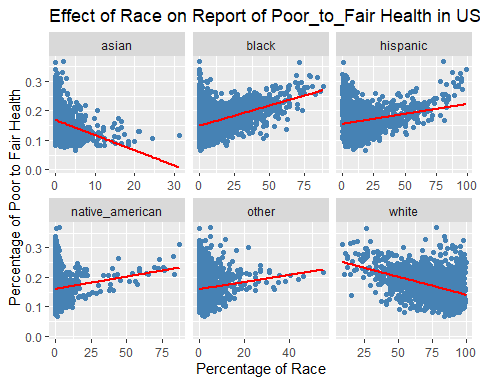 Effect of Race on Report of Poor_to_Fair Health in US
asian black hispanic
0.3
0.2
0.1
0.0
0 10 20 30 0 25 50 75 0 25 50 75 100
native_american other white
0.3
0.2
0.1
0.0
0 25 50 75 0 20 40 0 25 50 75 100
Percentage of Poor to Fair Health
Percentage of Race